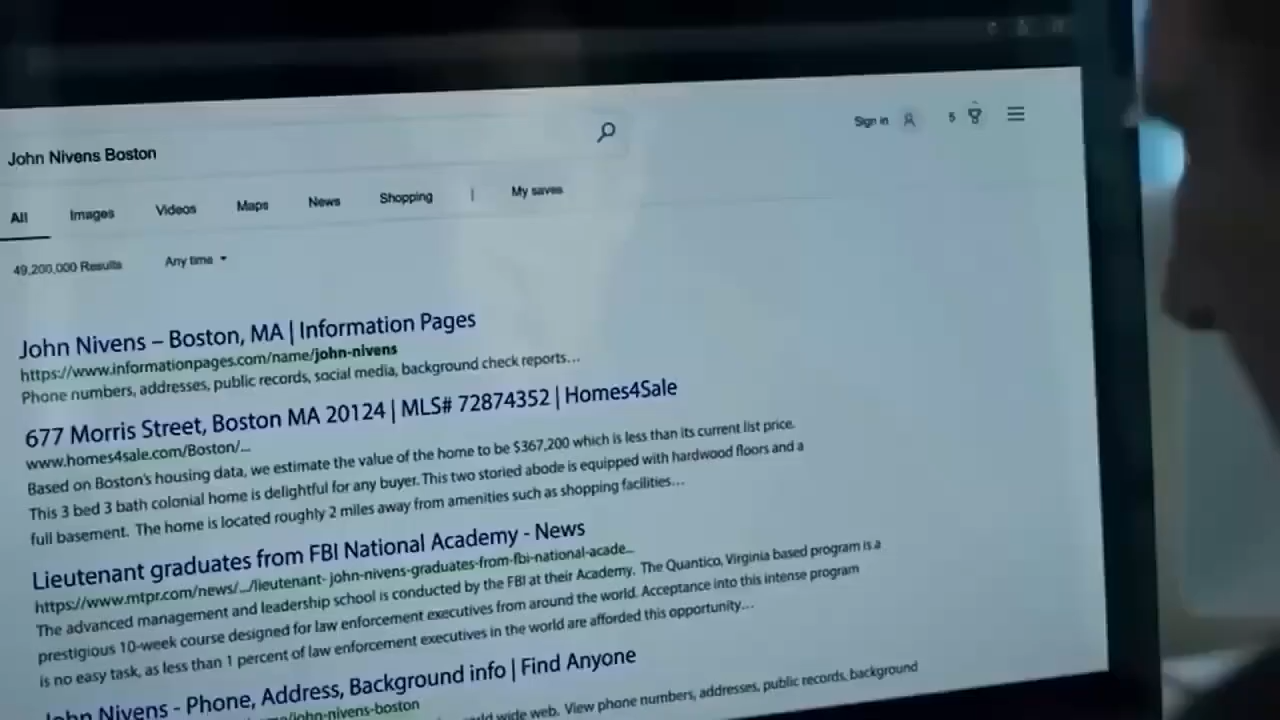 John Nivens Boston
Sign in
5
All Images Videos Maps News Shopping | My saves
49,200,000 Results Any time
John Nivens – Boston, MA | Information Pages
https://www.informationpages.com/name/john-nivens
Phone numbers, addresses, public records, social media, background check reports...
677 Morris Street, Boston MA 20124 | MLS# 72874352 | Homes4Sale
www.homes4sale.com/Boston/...
Based on Boston's housing data, we estimate the value of the home to be $367,200 which is less than its current list price.
This 3 bed 3 bath colonial home is delightful for any buyer. This two storied abode is equipped with hardwood floors and a
full basement. The home is located roughly 2 miles away from amenities such as shopping facilities...
Lieutenant graduates from FBI National Academy - News
https://www.mtpr.com/news/.../lieutenant- john-nivens-graduates-from-fbi-national-acade...
The advanced management and leadership school is conducted by the FBI at their Academy. The Quantico, Virginia based program is a
prestigious 10-week course designed for law enforcement executives from around the world. Acceptance into this intense program
is no easy task, as less than 1 percent of law enforcement executives in the world are afforded this opportunity...
John Nivens - Phone, Address, Background info | Find Anyone
/john-nivens-boston
wide web. View phone numbers, addresses, public records, background